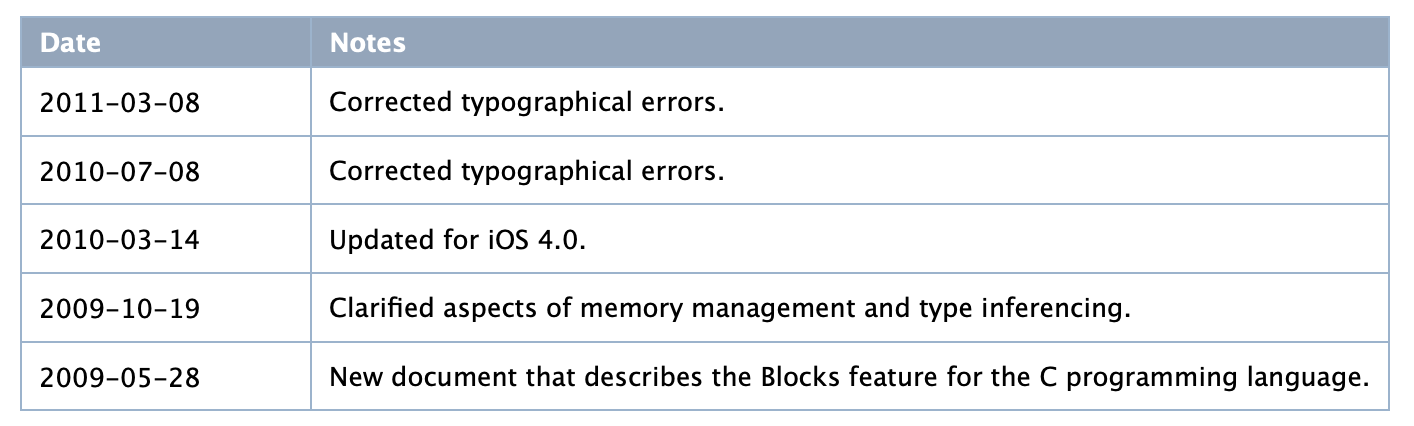 Date Notes
2011-03-08 Corrected typographical errors.
2010-07-08 Corrected typographical errors.
2010-03-14 Updated for iOS 4.0.
2009-10-19 Clarified aspects of memory management and type inferencing.
2009-05-28 New document that describes the Blocks feature for the C programming language.